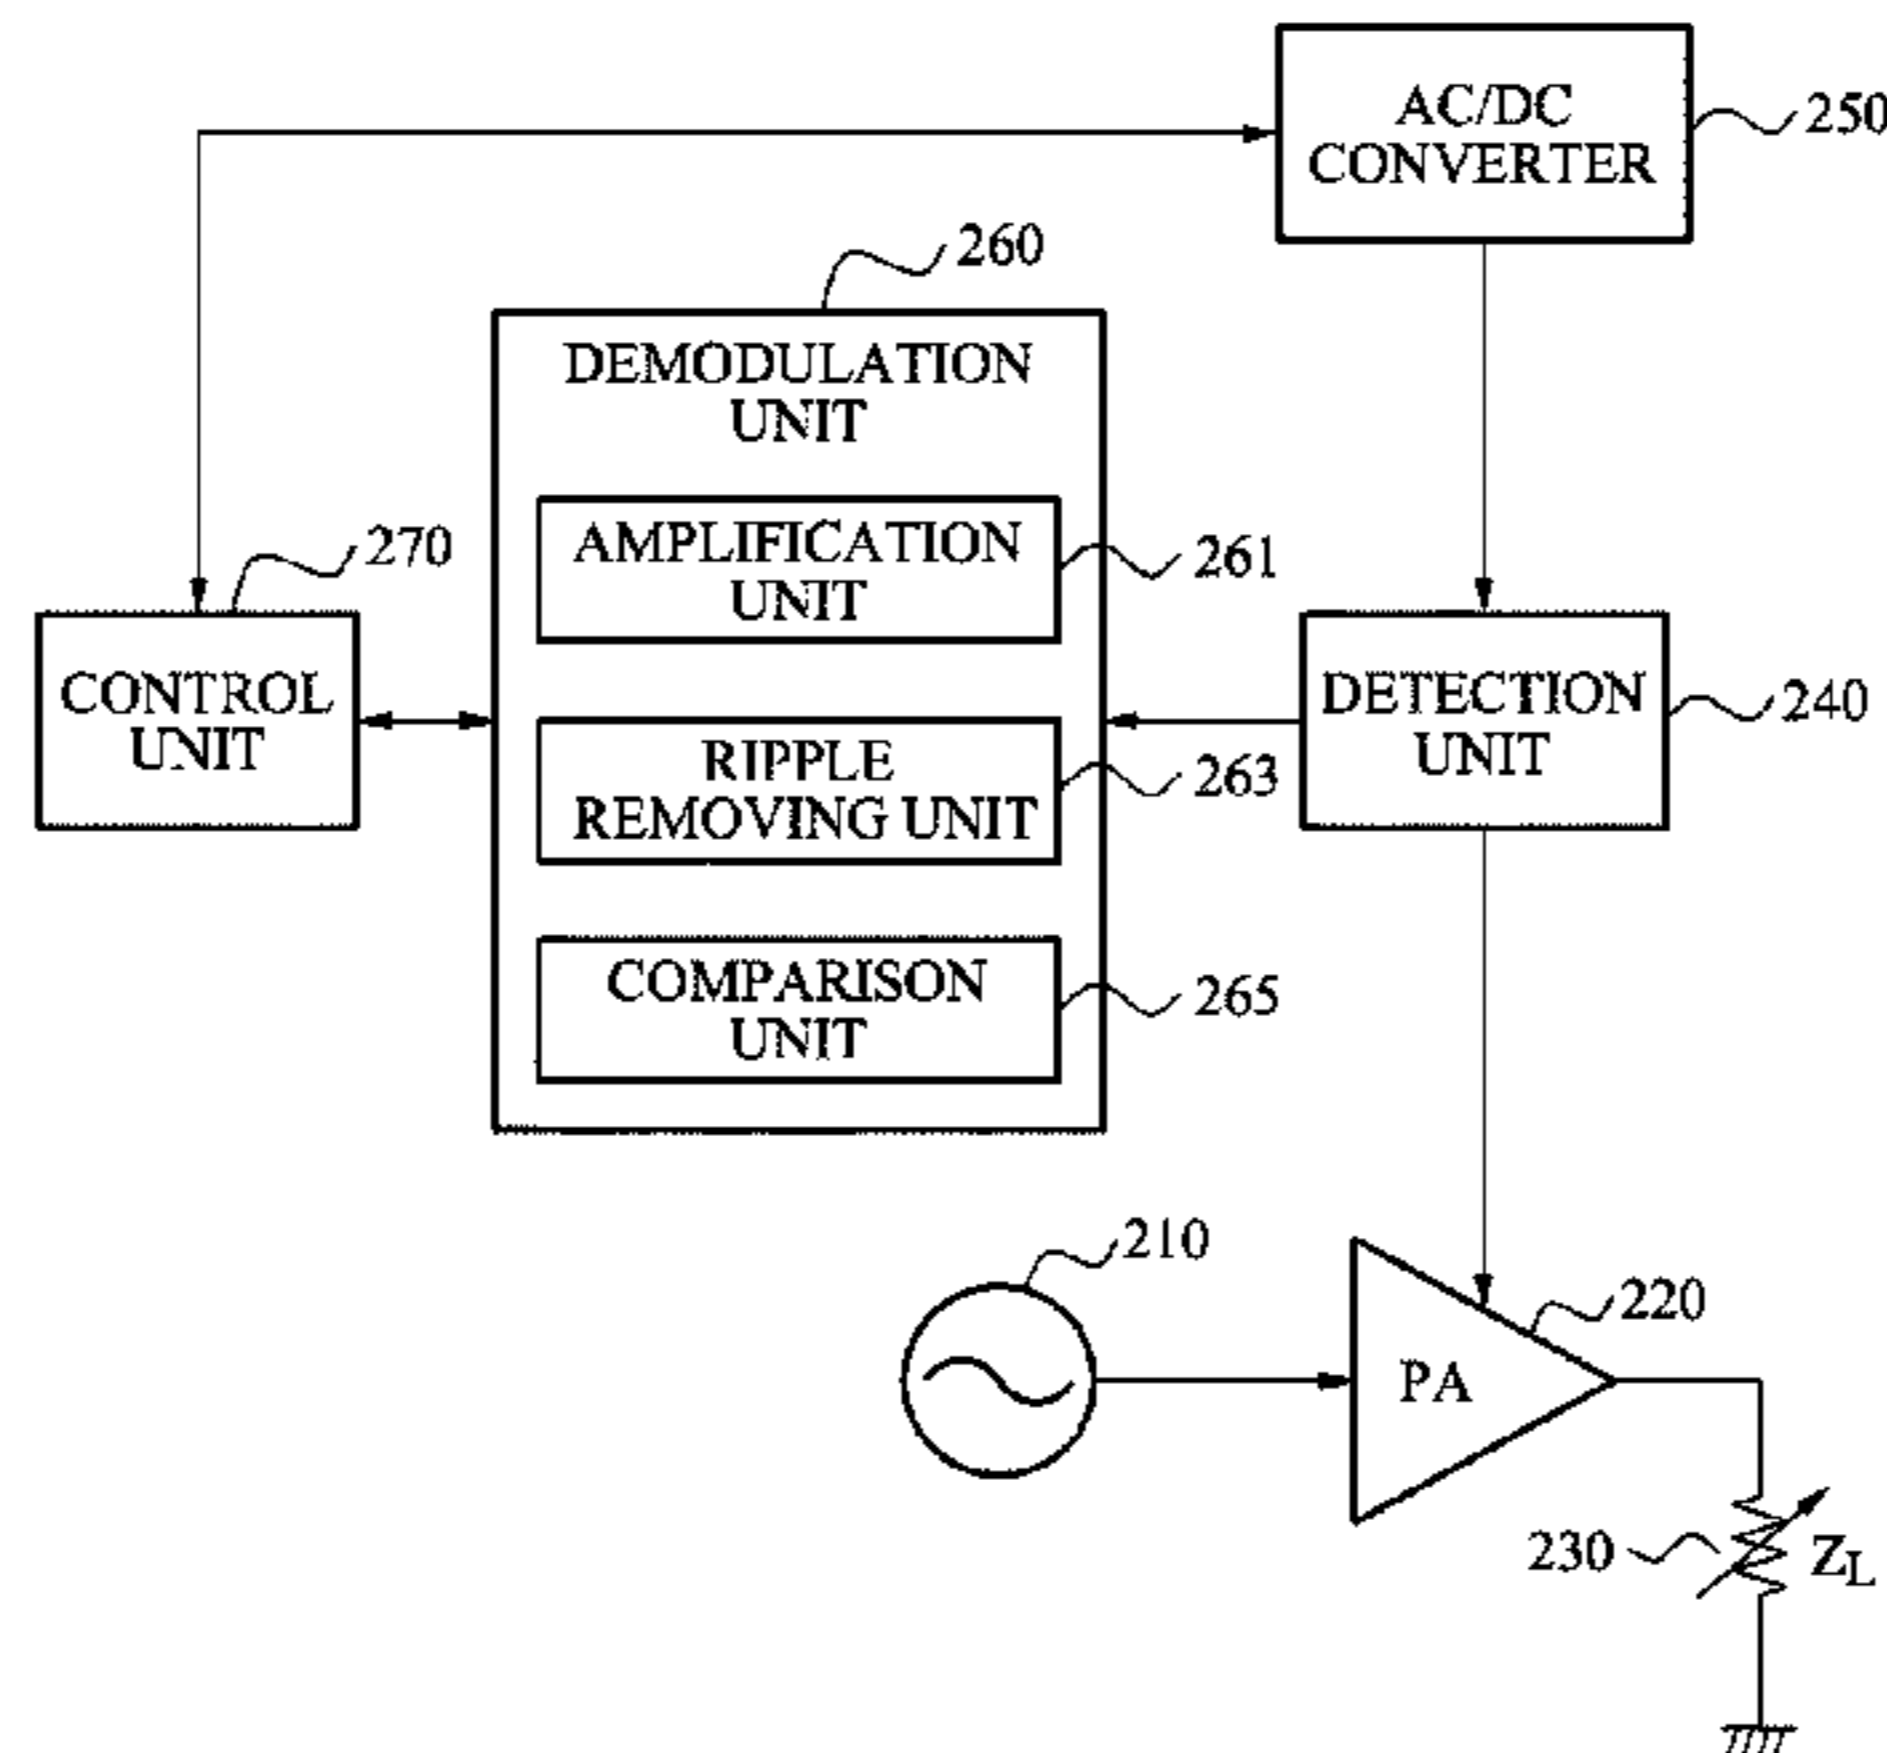 AC/DC
CONVERTER
250
260
DEMODULATION
UNIT
270
AMPLIFICATION
UNIT
261
CONTROL
UNIT
DETECTION
UNIT
240
RIPPLE
REMOVING UNIT
263
COMPARISON
UNIT
265
210
220
PA
230
ZL